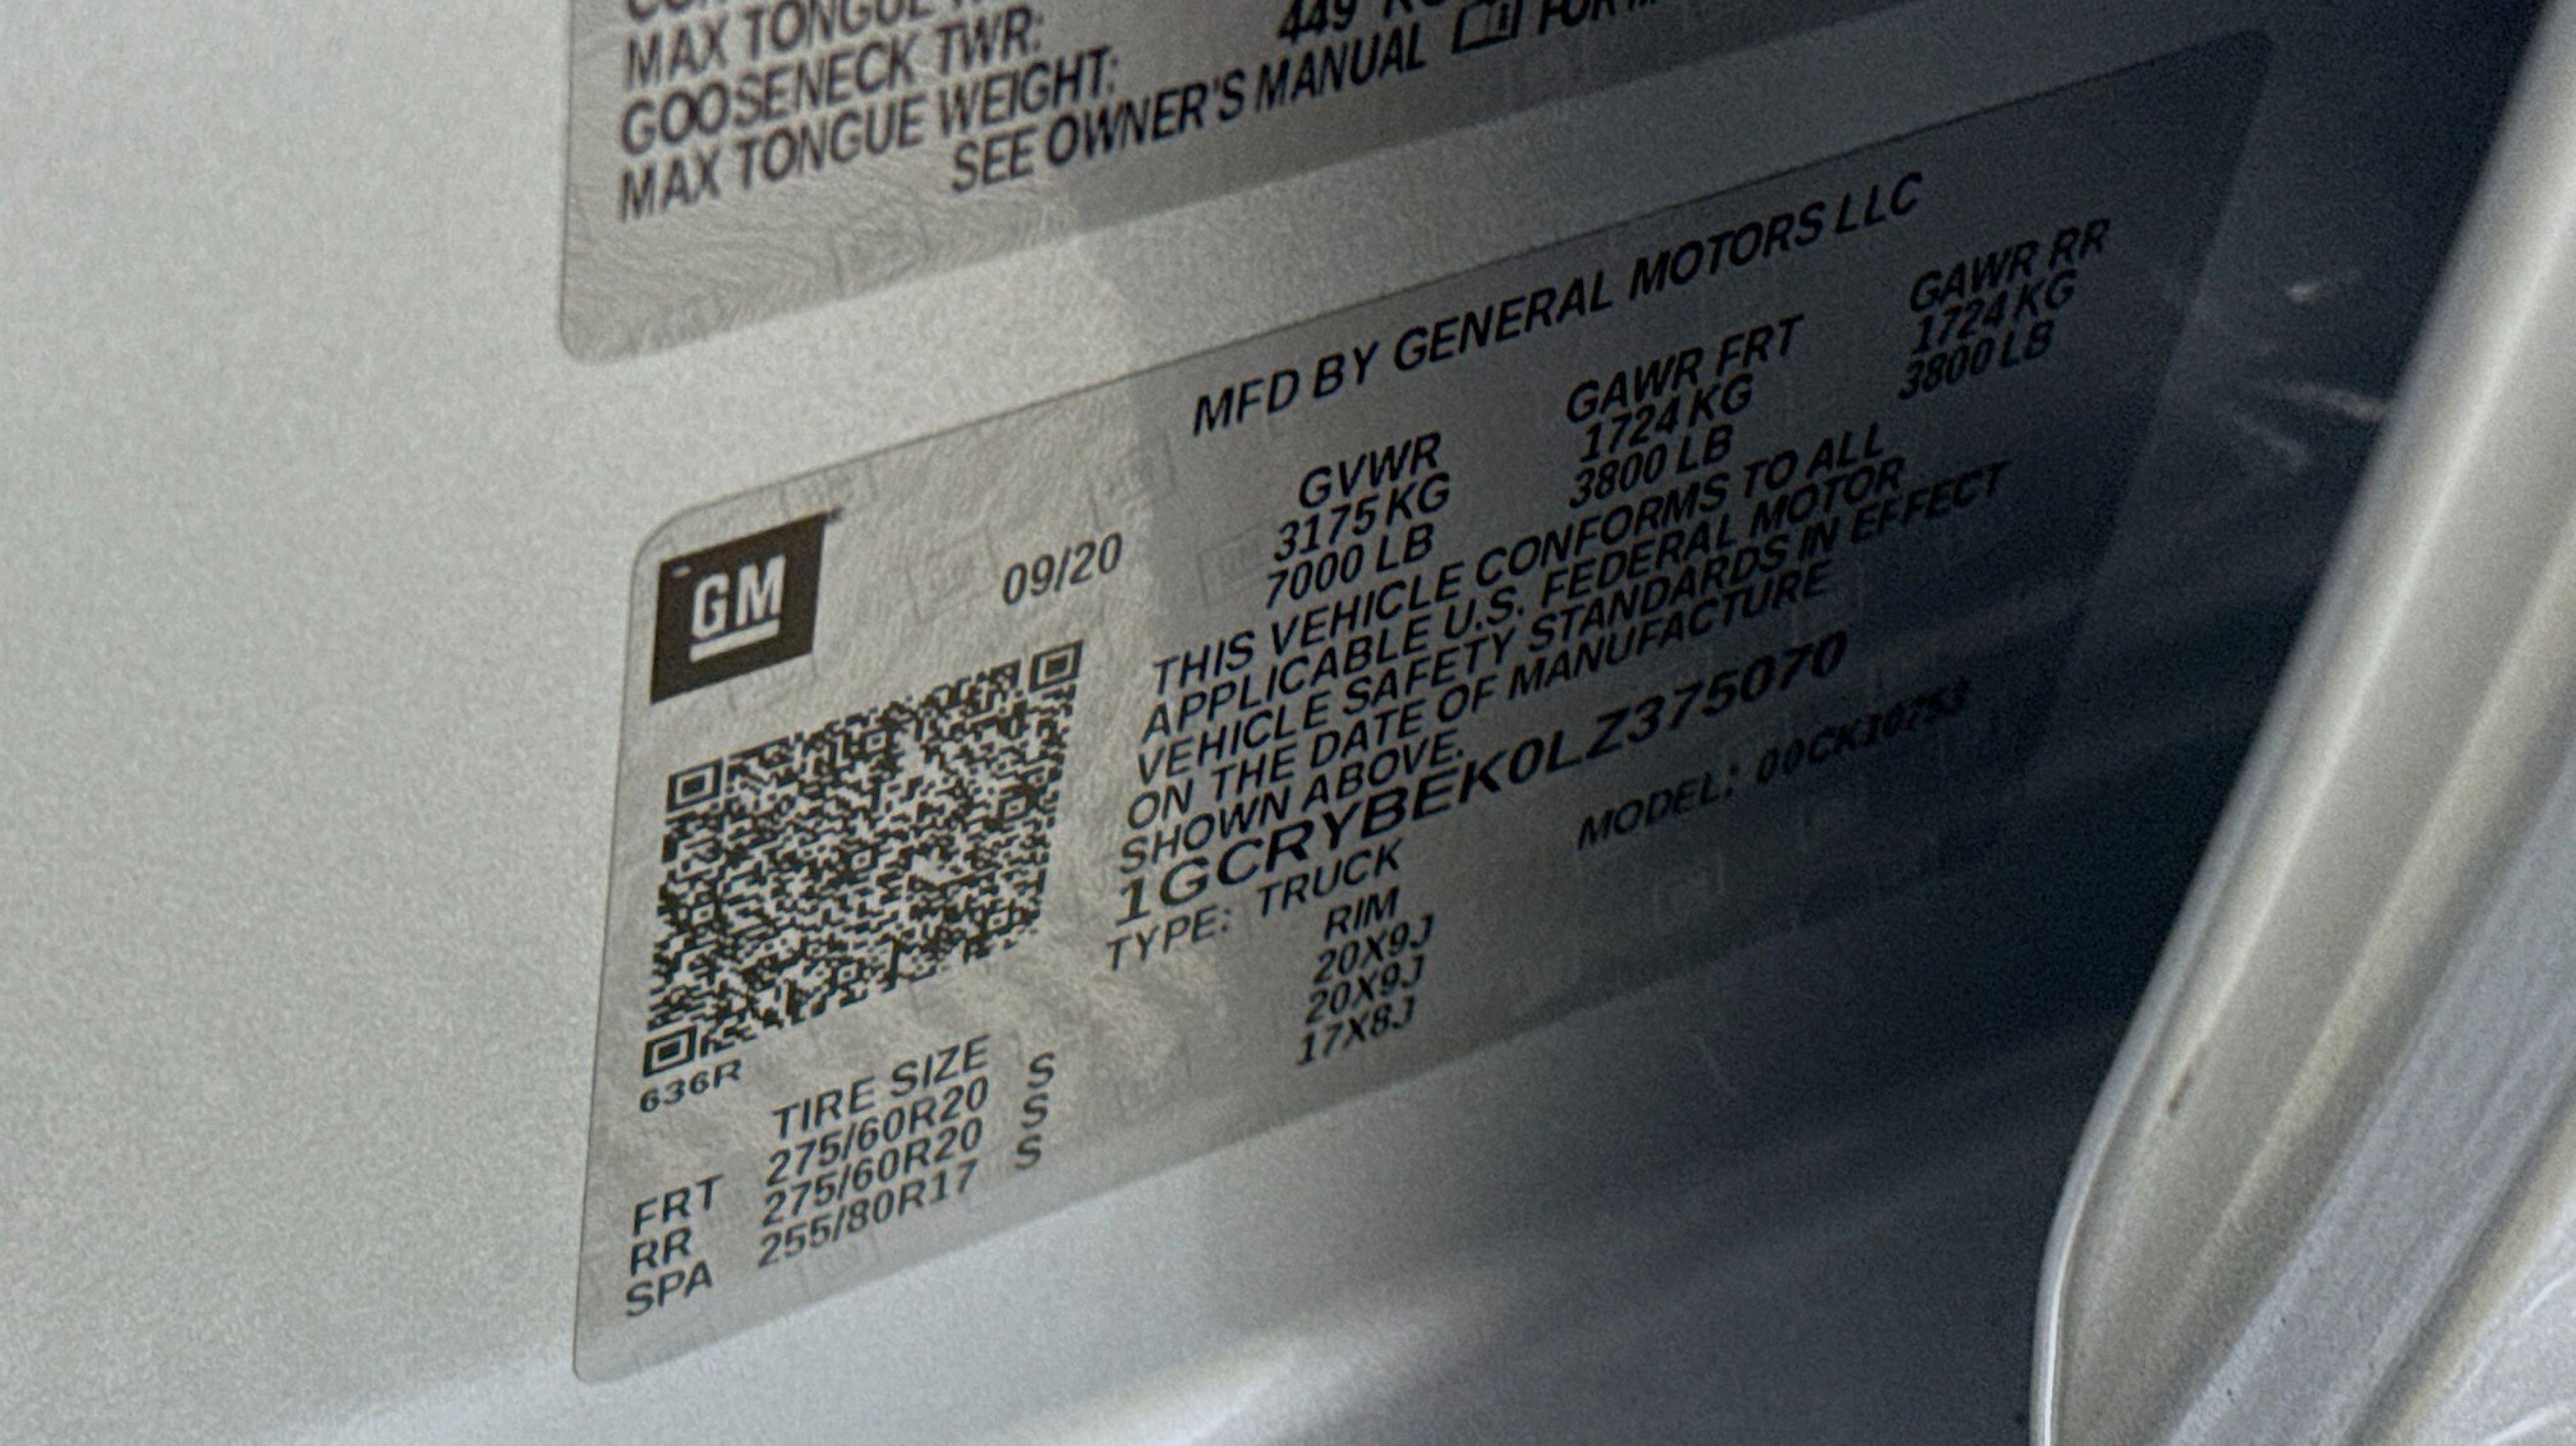 MAX TONGUE
GOOSENECK TWR:
MAX TONGUE WEIGHT:
449
SEE OWNER'S MANUAL FOR
MFD BY GENERAL MOTORS LLC
GM
09/20
GVWR GAWR FRT GAWR RR
3175 KG 1724 KG 1724 KG
7000 LB 3800 LB 3800 LB
THIS VEHICLE CONFORMS TO ALL
APPLICABLE U.S. FEDERAL MOTOR
VEHICLE SAFETY STANDARDS IN EFFECT
ON THE DATE OF MANUFACTURE
SHOWN ABOVE.
1GCRYBEK0LZ375070
TYPE: TRUCK MODEL: 00CK10753
636R
TIRE SIZE RIM
FRT 275/60R20 S 20X9J
RR 275/60R20 S 20X9J
SPA 255/80R17 S 17X8J